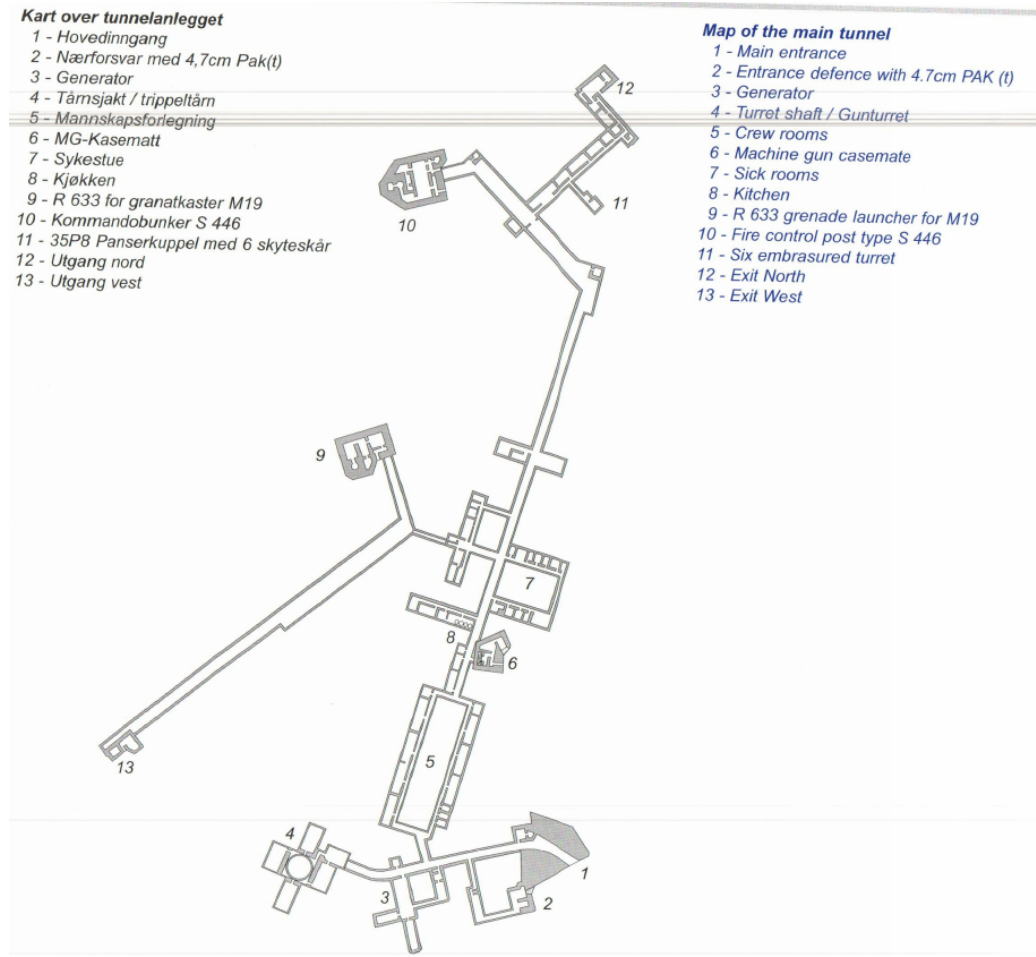 Kart over tunnelanlegget
1 - Hovedinngang
2 - Nærforsvar med 4,7cm Pak(t)
3 - Generator
4 - Tårnsjakt / trippeltårn
5 - Mannskapsforlegning
6 - MG-Kasematt
7 - Sykestue
8 - Kjøkken
9 - R 633 for granatkaster M19
10 - Kommandobunker S 446
11 - 35P8 Panserkuppel med 6 skyteskår
12 - Utgang nord
13 - Utgang vest
Map of the main tunnel
1 - Main entrance
2 - Entrance defence with 4.7cm PAK (t)
3 - Generator
4 - Turret shaft / Gunturret
5 - Crew rooms
6 - Machine gun casemate
7 - Sick rooms
8 - Kitchen
9 - R 633 grenade launcher for M19
10 - Fire control post type S 446
11 - Six embrasured turret
12 - Exit North
13 - Exit West
12
10
11
9
7
8
6
5
13
4
3
1
2